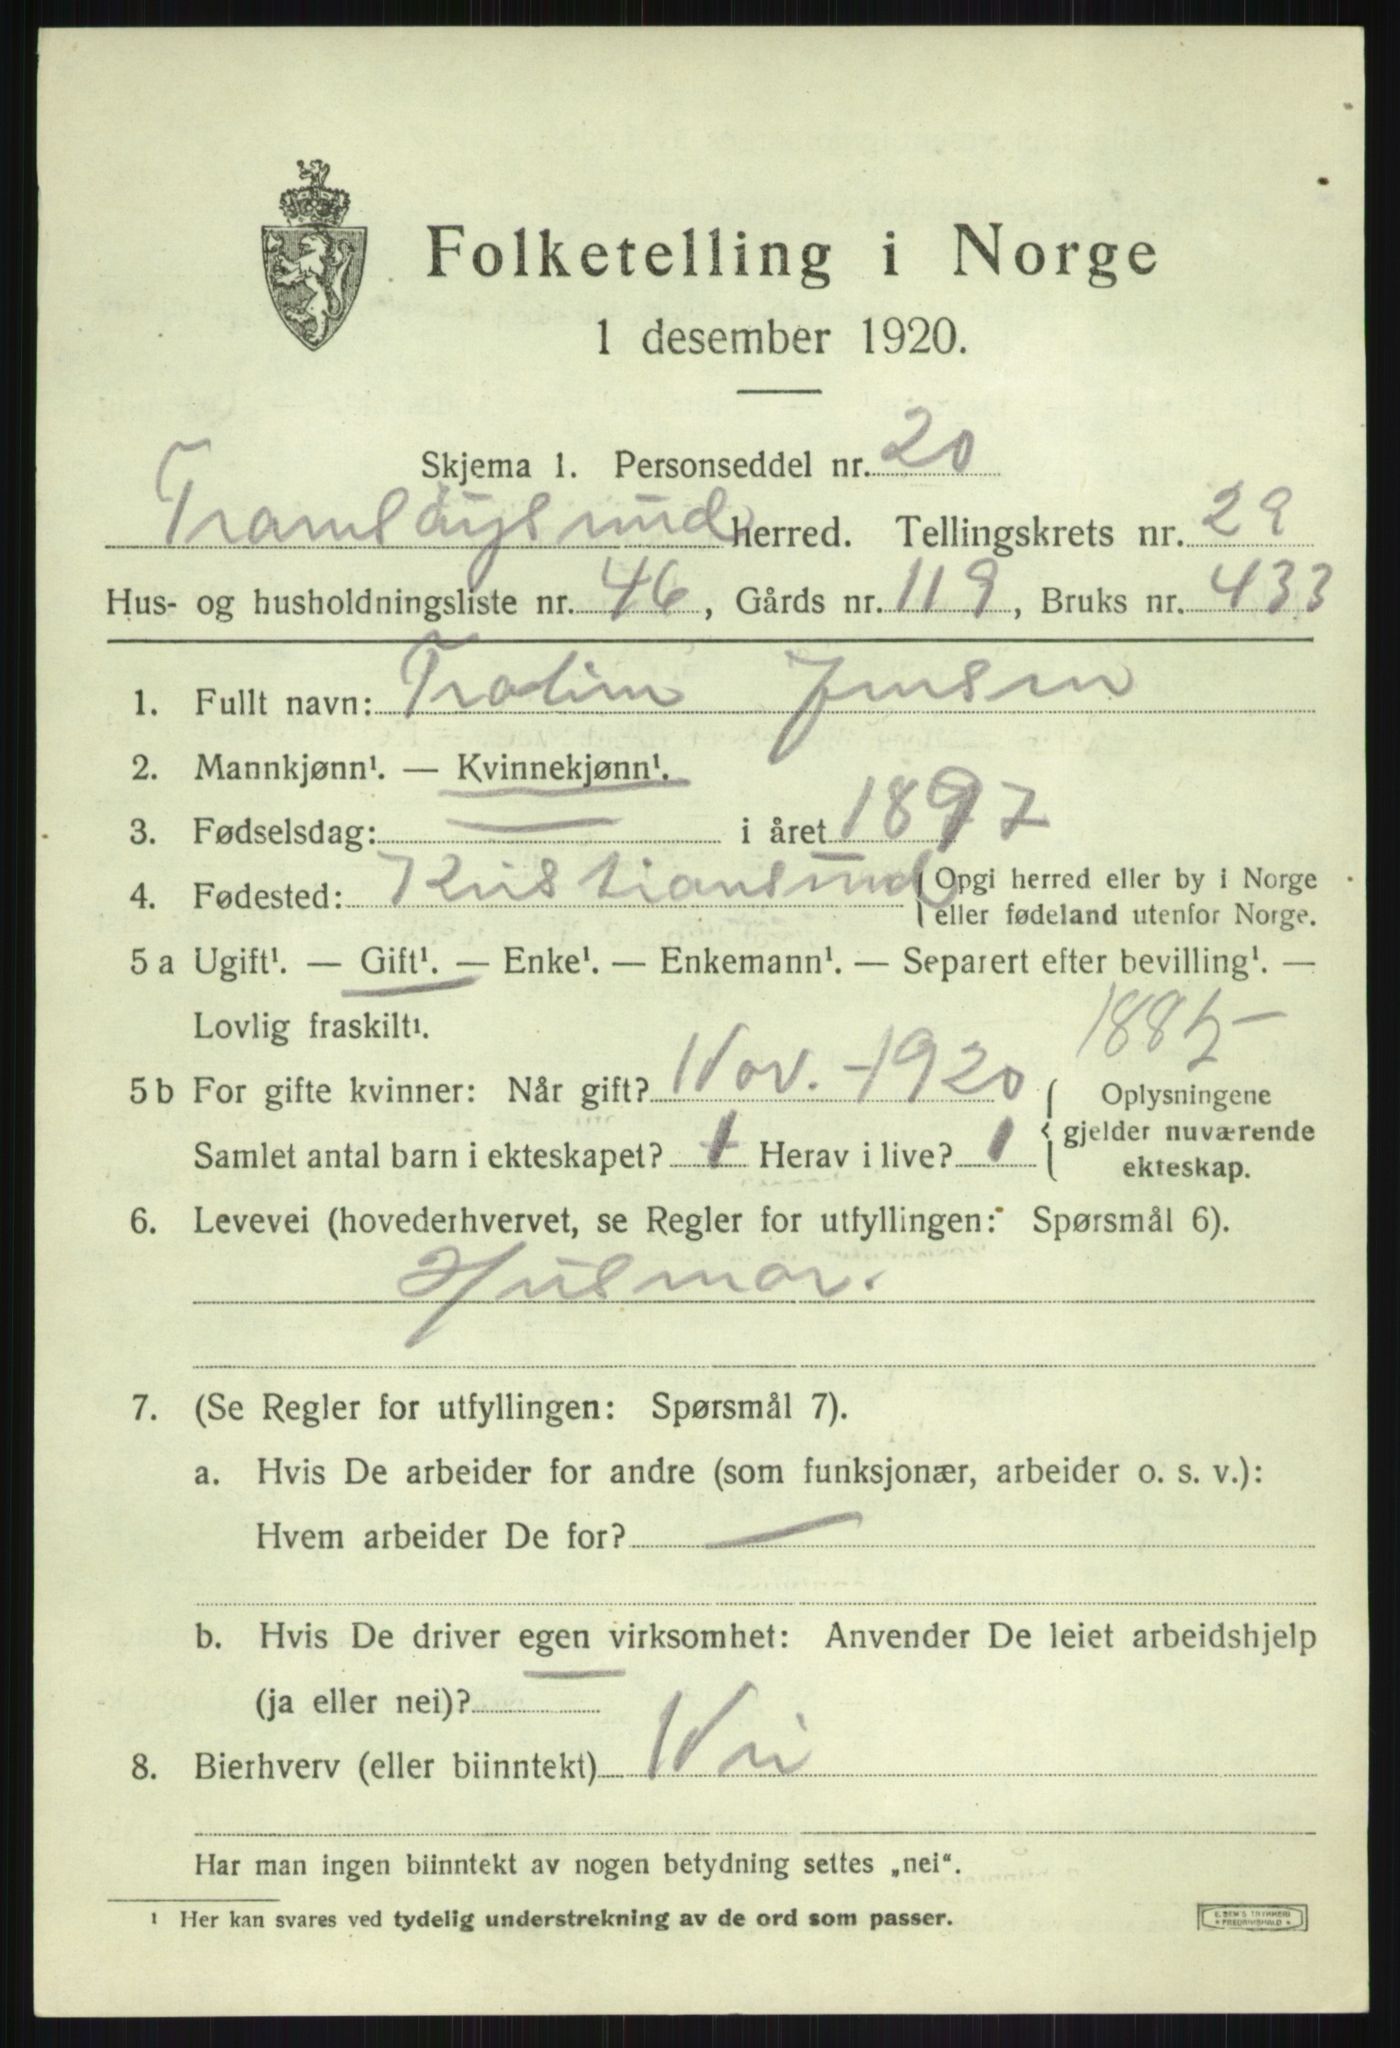 Folketelling i Norge
1 desember 1920.
Skjema 1. Personseddel nr. 20
Tromsøysund herred. Tellingskrets nr. 29
Hus- og husholdningsliste nr. 46, Gårds nr. 119, Bruks nr. 433
1. Fullt navn: Jensen
2. Mannkjønn¹. — Kvinnekjønn¹.
3. Fødselsdag: i året 1897
4. Fødested: Kristiansund Opgi herred eller by i Norge
eller fødeland utenfor Norge.
5 a Ugift¹. — Gift¹. — Enke¹. — Enkemann¹. — Separert efter bevilling¹. —
Lovlig fraskilt¹. 1885
5 b For gifte kvinner: Når gift? Nov. 1920 Oplysningene
gjelder nuværende
Samlet antal barn i ekteskapet? 1 Herav i live? 1
ekteskap.
6. Levevei (hovederhvervet, se Regler for utfyllingen: Spørsmål 6).
Husmor.
7. (Se Regler for utfyllingen: Spørsmål 7).
a. Hvis De arbeider for andre (som funksjonær, arbeider o. s. v.):
Hvem arbeider De for? —
b. Hvis De driver egen virksomhet: Anvender De leiet arbeidshjelp
(ja eller nei)?
8. Bierhverv (eller biinntekt) Nei
Har man ingen biinntekt av nogen betydning settes „nei“.
¹ Her kan svares ved tydelig understrekning av de ord som passer.
E. SEM'S TRYKKERI
FREDRIKSHALD